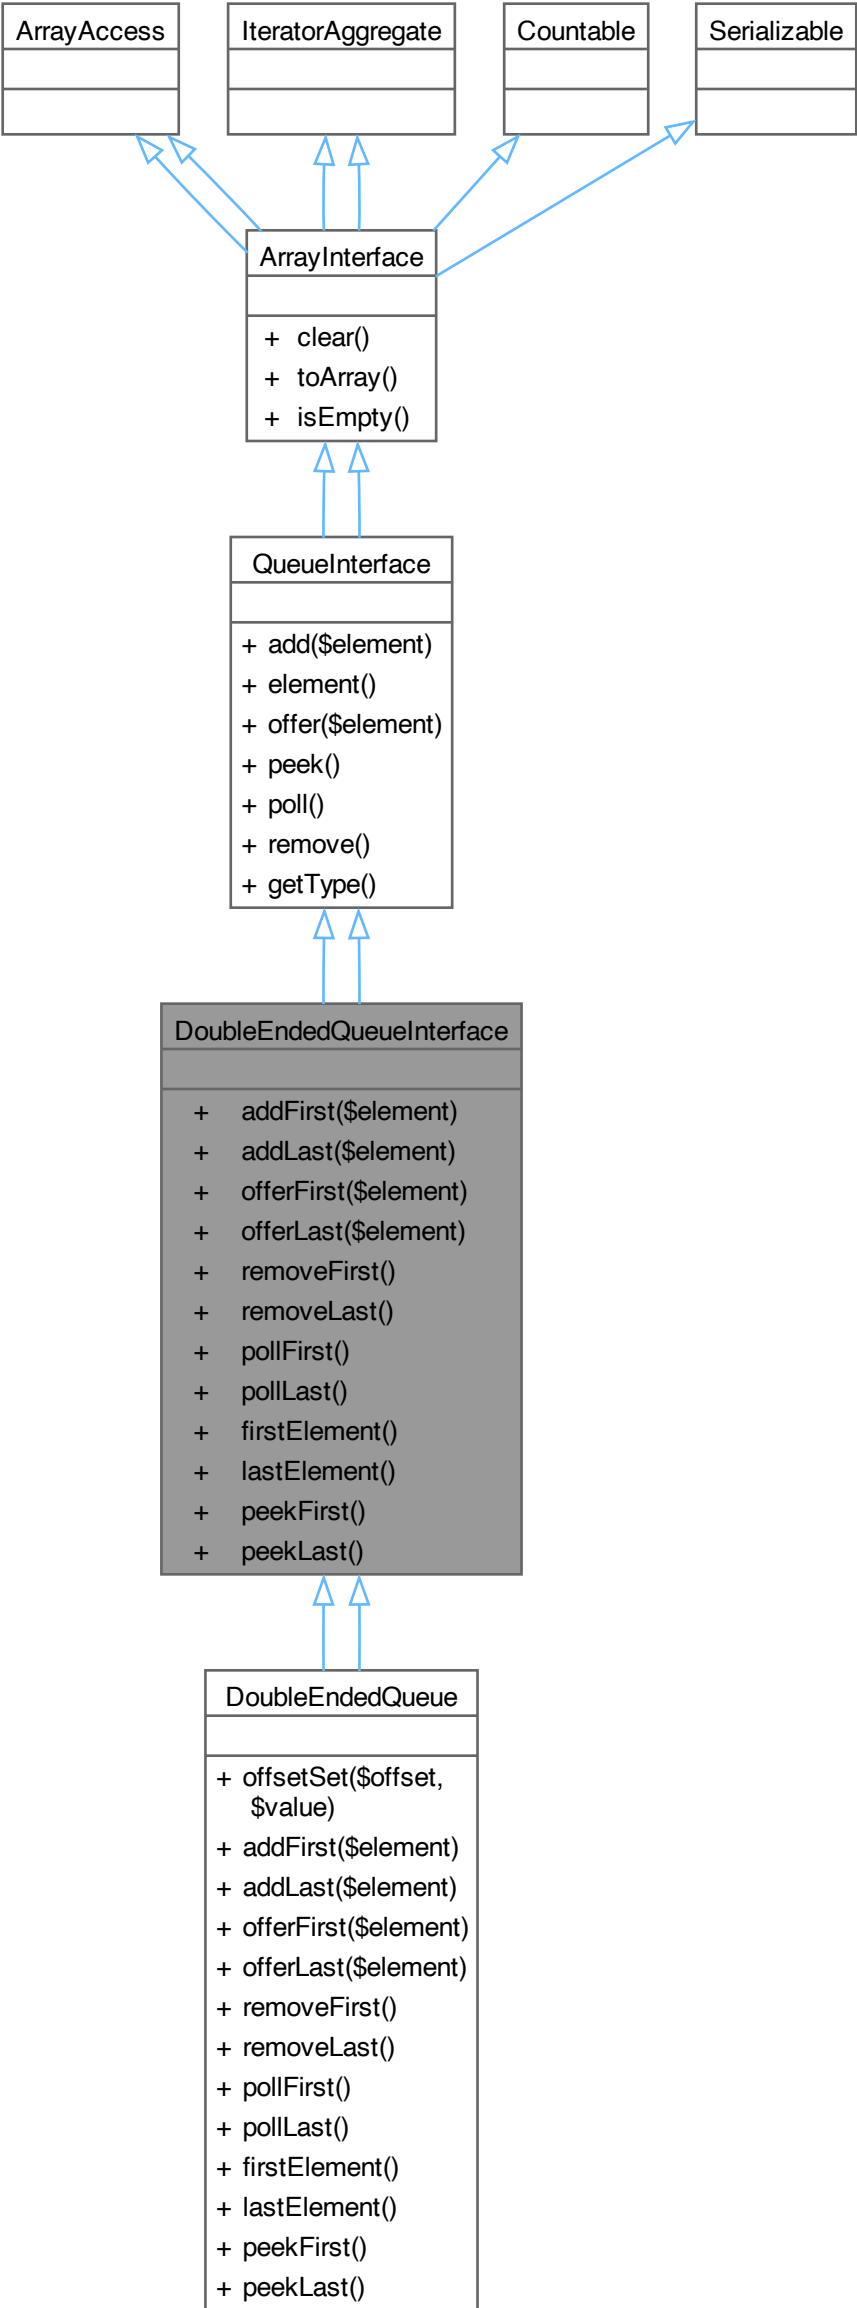 ArrayAccess
IteratorAggregate
Countable
Serializable
ArrayInterface
+ clear()
+ toArray()
+ isEmpty()
QueueInterface
+ add($element)
+ element()
+ offer($element)
+ peek()
+ poll()
+ remove()
+ getType()
DoubleEndedQueueInterface
+ addFirst($element)
+ addLast($element)
+ offerFirst($element)
+ offerLast($element)
+ removeFirst()
+ removeLast()
+ pollFirst()
+ pollLast()
+ firstElement()
+ lastElement()
+ peekFirst()
+ peekLast()
DoubleEndedQueue
+ offsetSet($offset,
$value)
+ addFirst($element)
+ addLast($element)
+ offerFirst($element)
+ offerLast($element)
+ removeFirst()
+ removeLast()
+ pollFirst()
+ pollLast()
+ firstElement()
+ lastElement()
+ peekFirst()
+ peekLast()